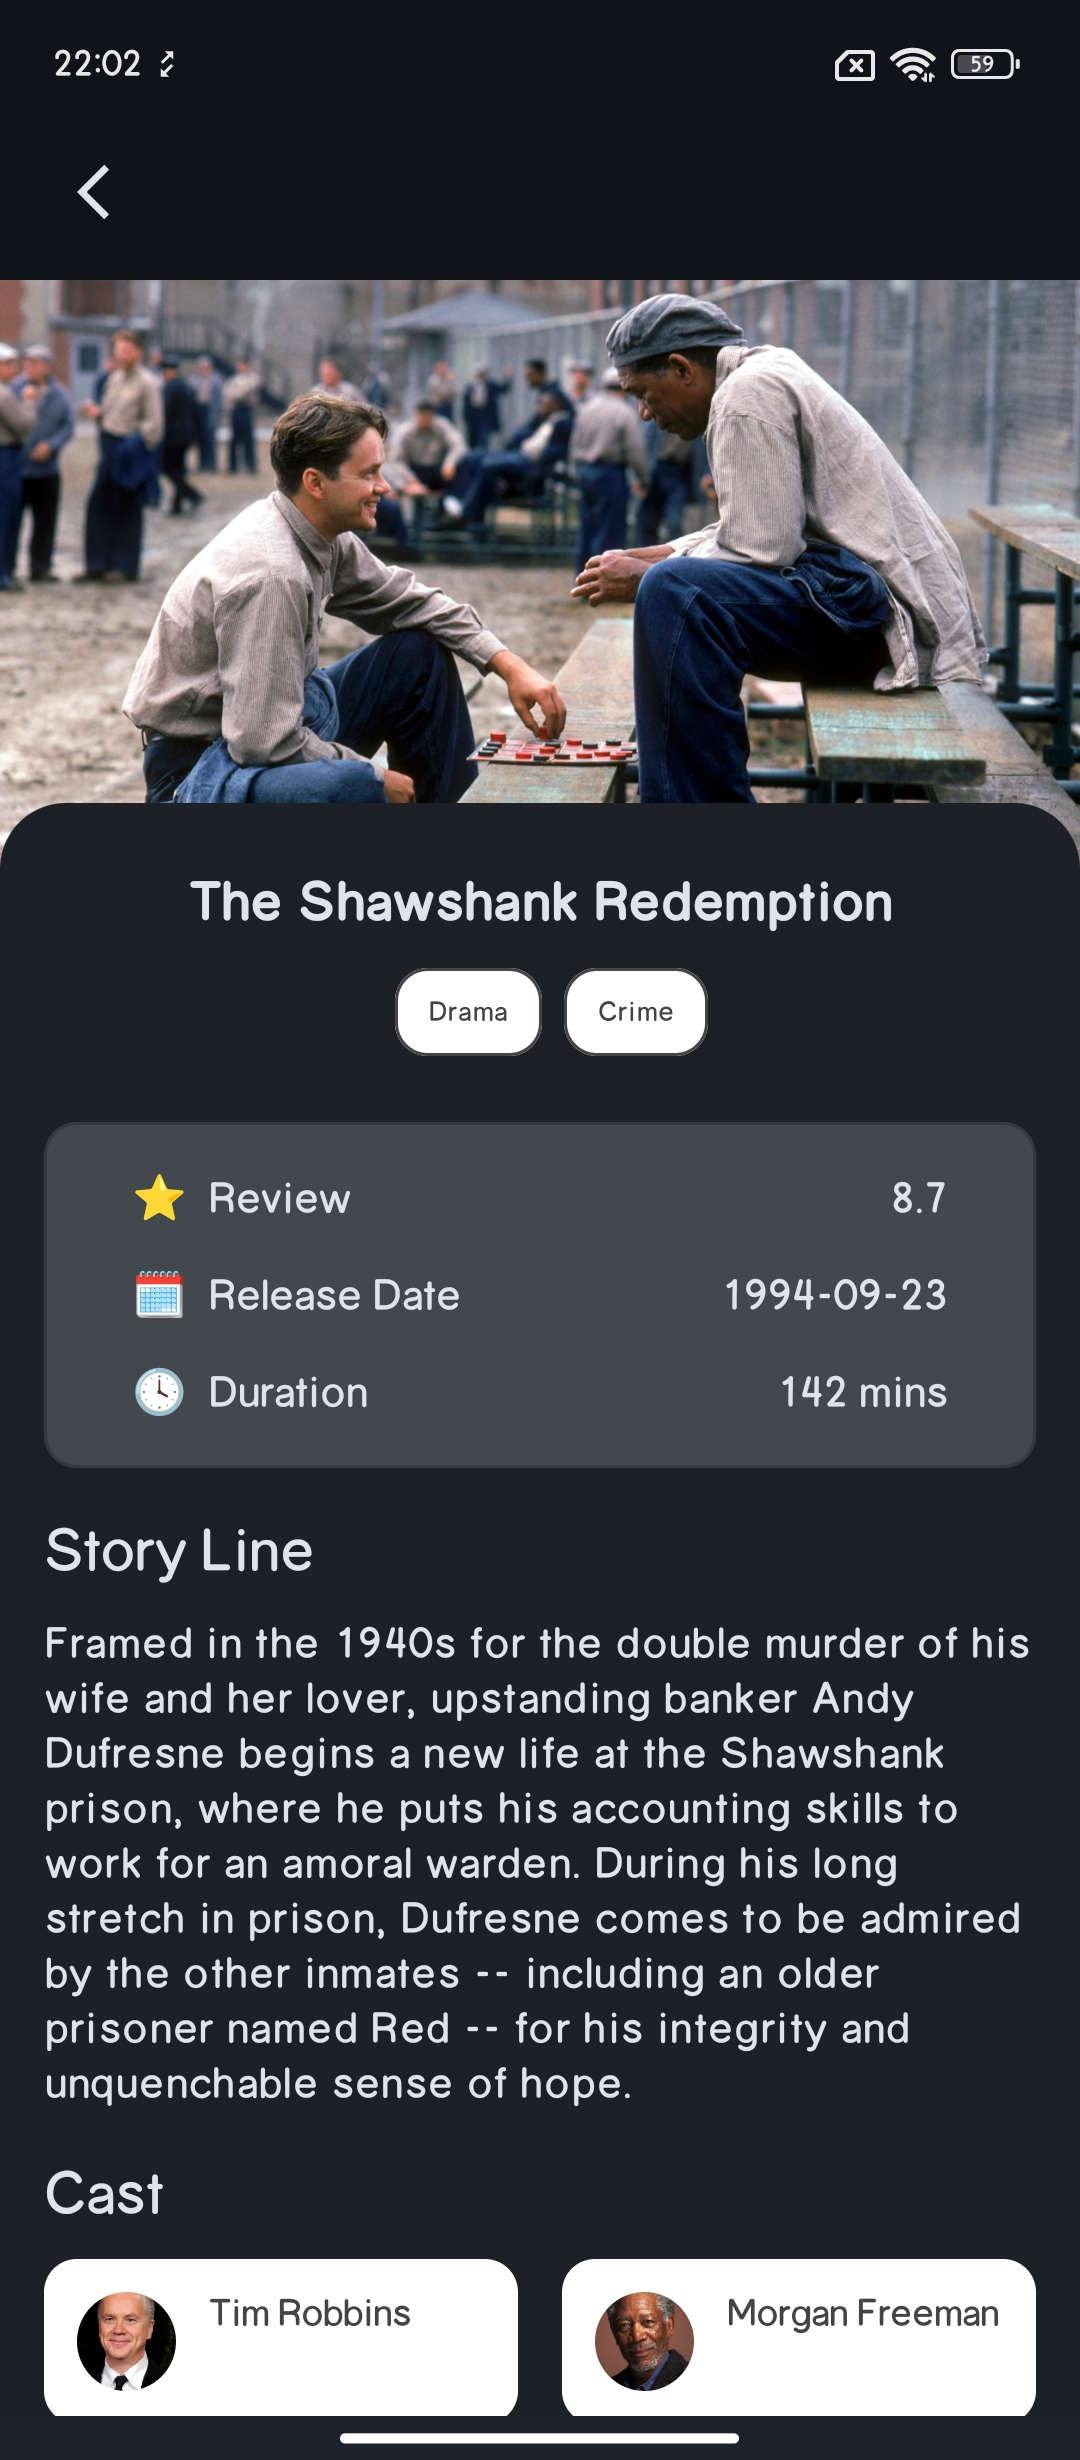 22:02
59
The Shawshank Redemption
Drama Crime
Review 8.7
Release Date 1994-09-23
Duration 142 mins
Story Line
Framed in the 1940s for the double murder of his
wife and her lover, upstanding banker Andy
Dufresne begins a new life at the Shawshank
prison, where he puts his accounting skills to
work for an amoral warden. During his long
stretch in prison, Dufresne comes to be admired
by the other inmates -- including an older
prisoner named Red -- for his integrity and
unquenchable sense of hope.
Cast
Tim Robbins Morgan Freeman